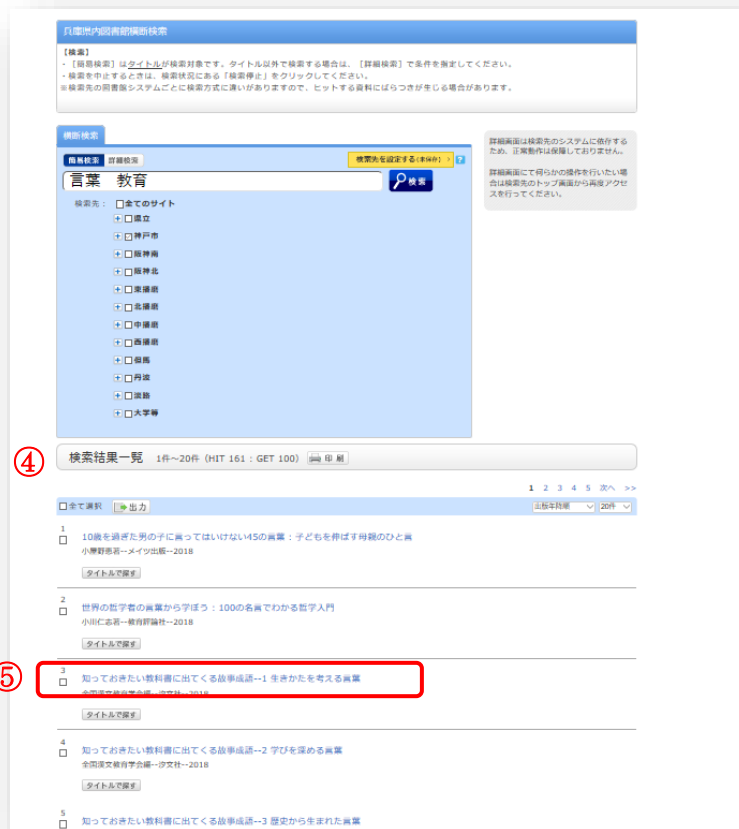 兵庫県内図書館横断検索
【検索】
・［簡易検索］はタイトルが検索対象です。タイトル以外で検索する場合は、［詳細検索］で条件を指定してください。
・検索を中止するときは、検索状況にある「検索停止」をクリックしてください。
※検索先の図書館システムごとに検索方式に違いがありますので、ヒットする資料にばらつきが生じる場合があります。
横断検索
簡易検索 詳細検索 検索先を設定する(未保存) > ?
言葉　教育 検索
検索先： 全てのサイト
県立
神戸市
阪神南
阪神北
東播磨
北播磨
中播磨
西播磨
但馬
丹波
淡路
大学等
詳細画面は検索先のシステムに依存する
ため、正常動作は保障しておりません。
詳細画面にて何らかの操作を行いたい場
合は検索先のトップ画面から再度アクセ
スを行ってください。
④ 検索結果一覧 1件～20件（HIT 161：GET 100） 印刷
1 2 3 4 5 次へ >>
全て選択 出力 出版年降順 20件
1
10歳を過ぎた男の子に言ってはいけない45の言葉：子どもを伸ばす母親のひと言
小屋野恵著--メイツ出版--2018
タイトルで探す
2
世界の哲学者の言葉から学ぼう：100の名言でわかる哲学入門
小川仁志著--教育評論社--2018
タイトルで探す
⑤
3
知っておきたい教科書に出てくる故事成語--1 生きかたを考える言葉
全国漢文教育学会編--汐文社--2018
タイトルで探す
4
知っておきたい教科書に出てくる故事成語--2 学びを深める言葉
全国漢文教育学会編--汐文社--2018
タイトルで探す
5
知っておきたい教科書に出てくる故事成語--3 歴史から生まれた言葉